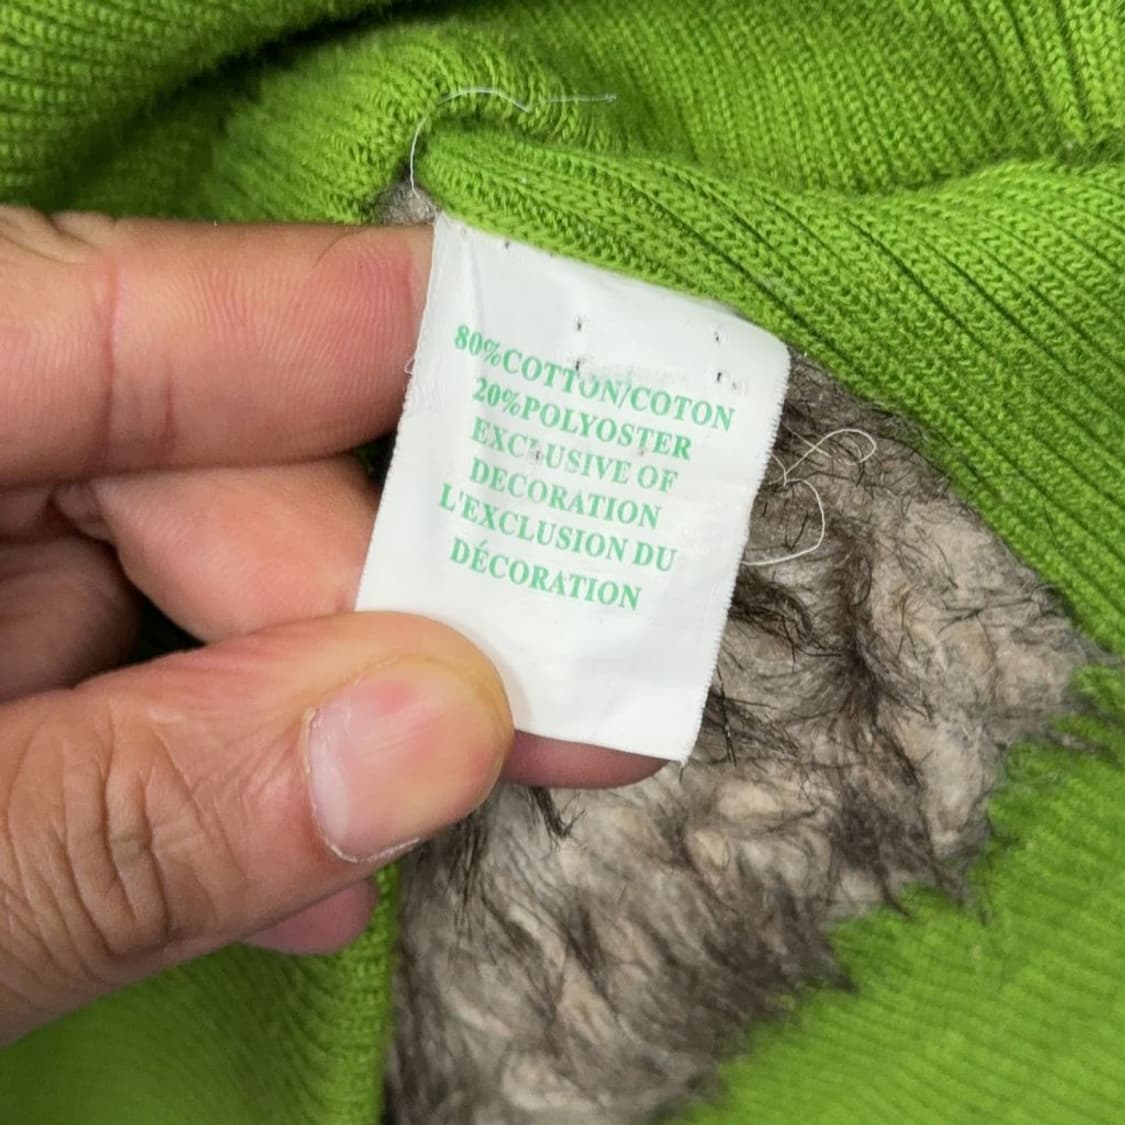 80%COTTON/COTON
20%POLYOSTER
EXCLUSIVE OF
DECORATION
L'EXCLUSION DU
DÉCORATION